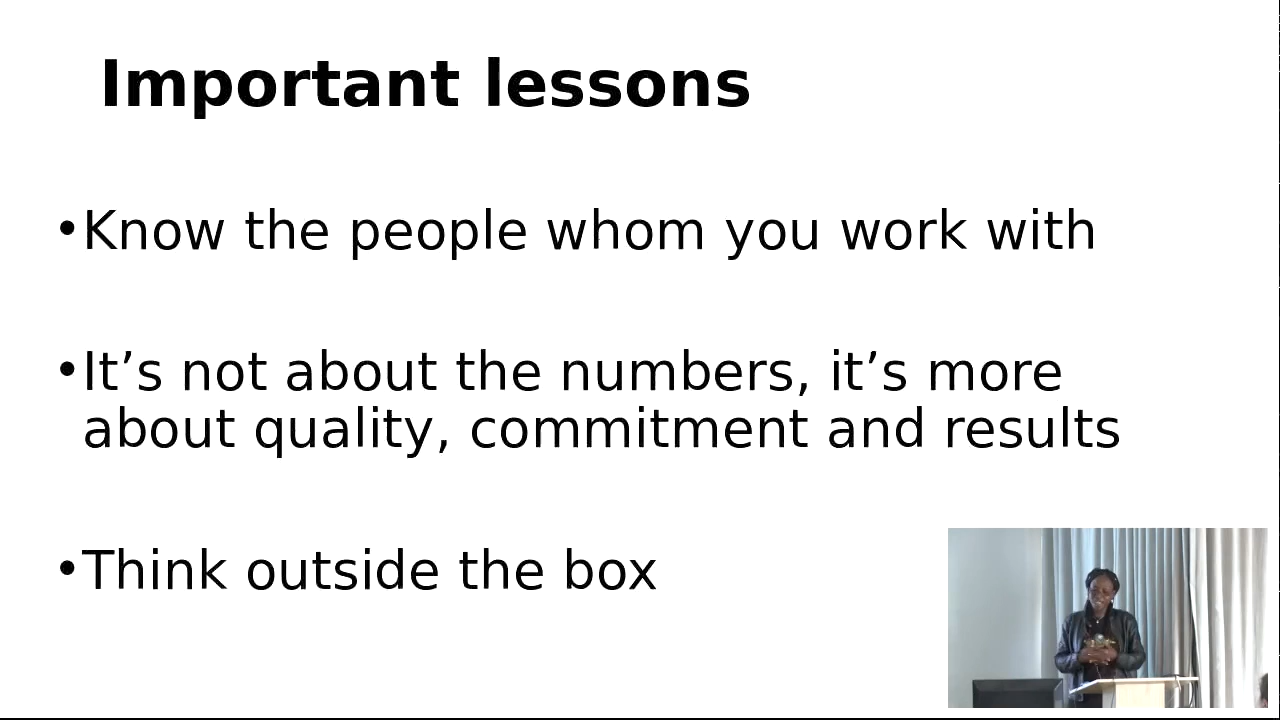 Important lessons
•Know the people whom you work with
•It’s not about the numbers, it’s more
about quality, commitment and results
•Think outside the box